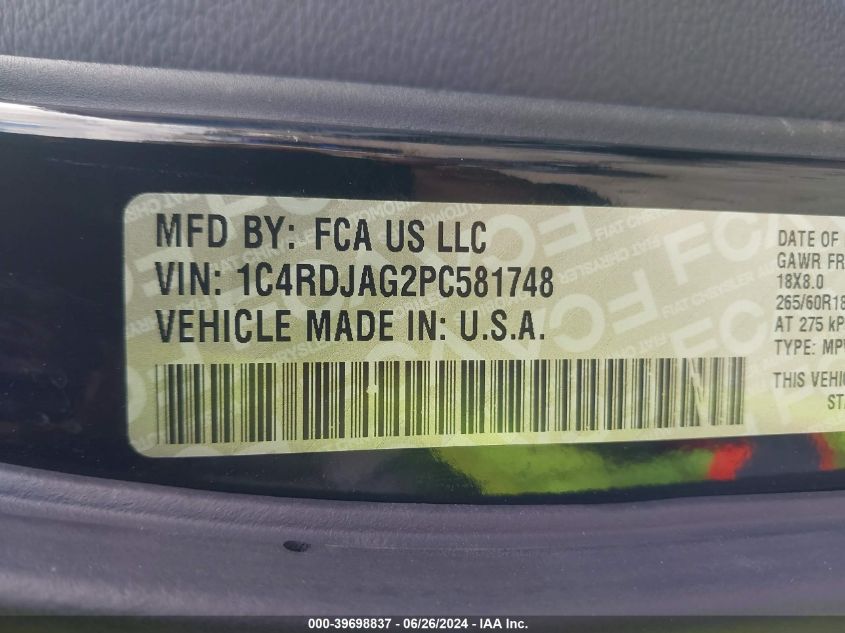 MFD BY: FCA US LLC
VIN: 1C4RDJAG2PC581748
VEHICLE MADE IN: U.S.A.
DATE OF
GAWR FR
18X8.0
265/60R18
AT 275 kP
TYPE: MP
THIS VEHI
ST
000-39698837 - 06/26/2024 - IAA, Inc.